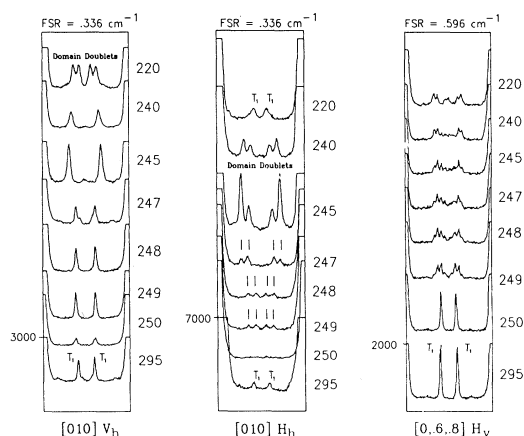 FSR = .336 cm⁻¹
Domain Doublets
220
240
245
247
248
249
250
3000
T₁ T₁
295
[010] Vh
FSR = .336 cm⁻¹
T₁ T₁
220
240
Domain Doublets
245
247
248
7000
249
250
T₁ T₁
295
[010] Hh
FSR = .596 cm⁻¹
220
240
245
247
248
249
250
2000
T₁ T₁
295
[0,.6,.8] Hv